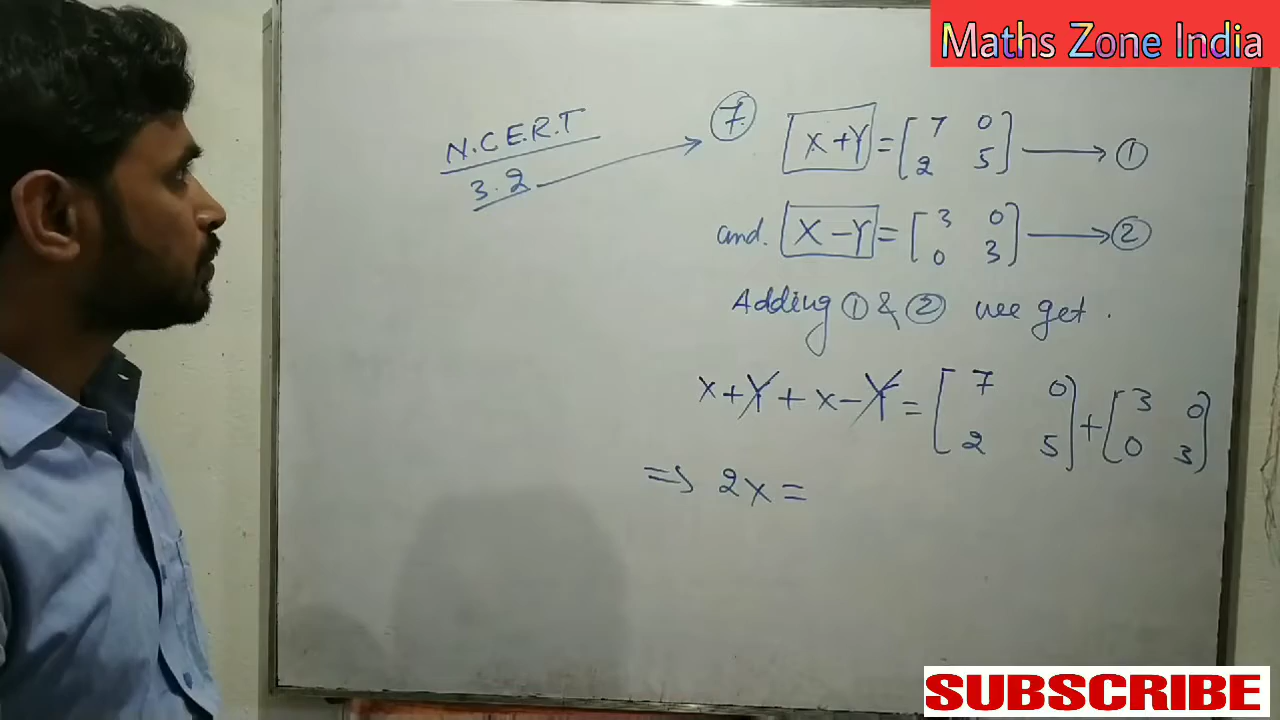 Maths Zone India
N.C.E.R.T
3.2
7. X+Y = [7 0
2 5] → 1
and. X-Y = [3 0
0 3] → 2
Adding 1 & 2 we get .
X+Y+X-Y = [7 0
2 5] + [3 0
0 3]
⇒ 2X =
SUBSCRIBE